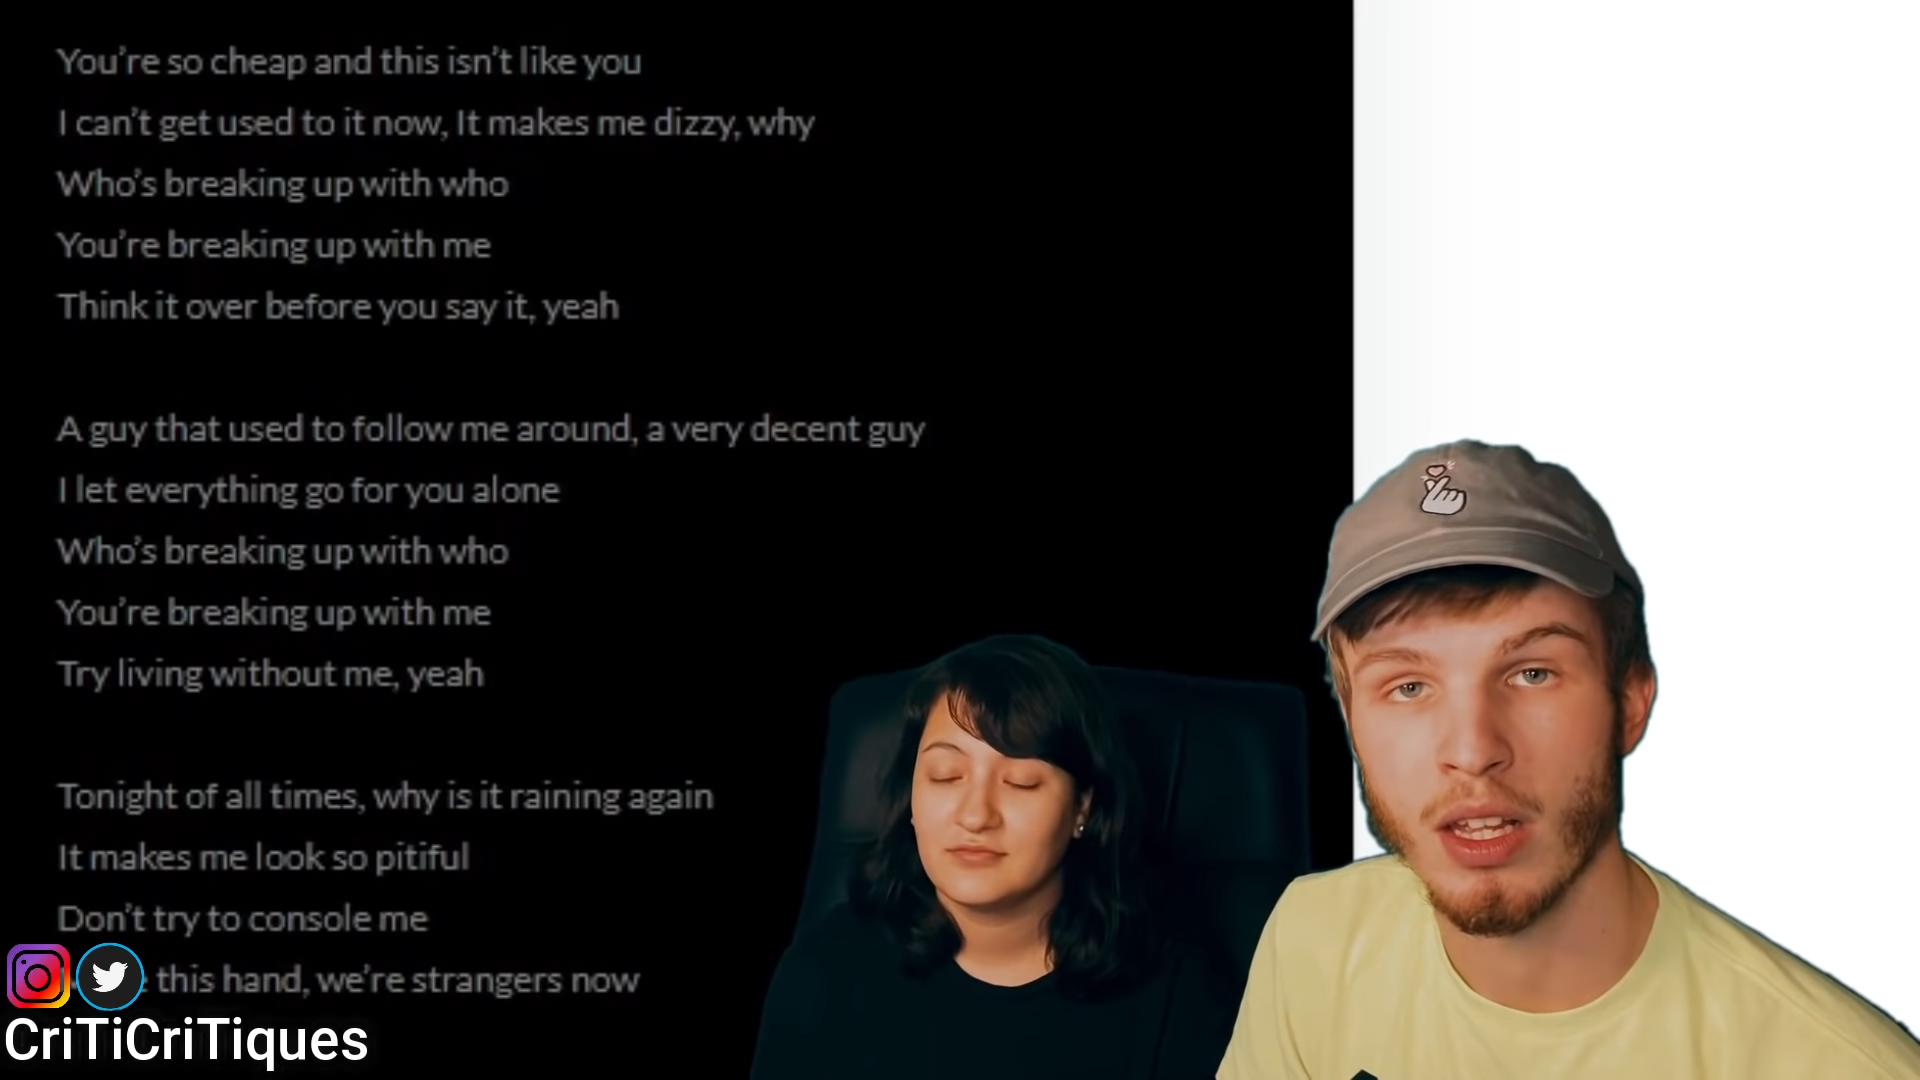 You're so cheap and this isn't like you
I can't get used to it now, It makes me dizzy, why
Who's breaking up with who
You're breaking up with me
Think it over before you say it, yeah
A guy that used to follow me around, a very decent guy
I let everything go for you alone
Who's breaking up with who
You're breaking up with me
Try living without me, yeah
Tonight of all times, why is it raining again
It makes me look so pitiful
Don't try to console me
this hand, we're strangers now
CriTiCriTiques